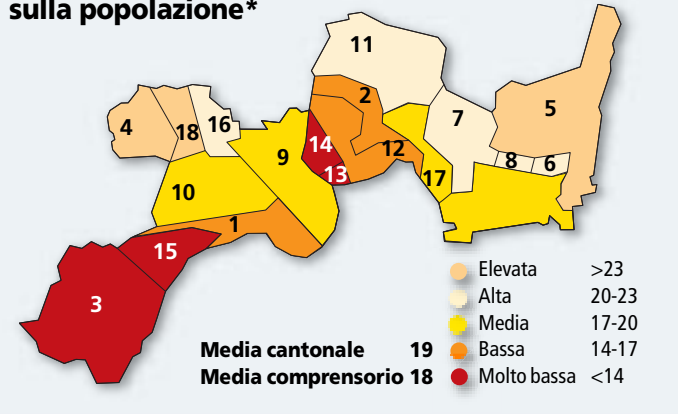 sulla popolazione*
11
2
4
18
16
7
5
14
9
12
8
6
13
17
10
1
15
3
Elevata >23
Alta 20-23
Media 17-20
Media cantonale 19
Bassa 14-17
Media comprensorio 18
Molto bassa <14